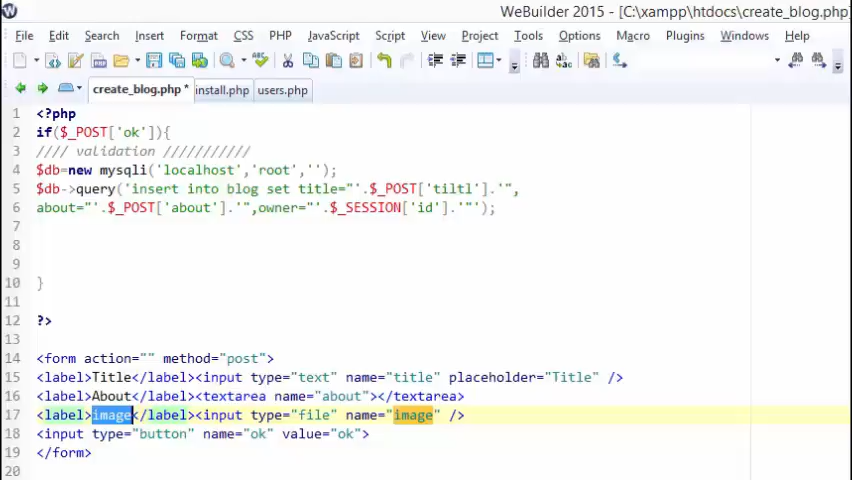 WeBuilder 2015 - [C:\xampp\htdocs\create_blog.php
File Edit Insert Format CSS PHP JavaScript Script View Search Project Tools Options Macro Plugins Windows Help
create_blog.php * install.php users.php
1 <?php
2 if($_POST['ok']){
3 //// validation ///////////
4 $db=new mysqli('localhost','root','');
5 $db->query('insert into blog set title="'.$_POST['tiltl'].'",
6 about="'.$_POST['about'].'",owner="'.$_SESSION['id'].'"');
7
8
9
10 }
11
12 ?>
13
14 <form action="" method="post">
15 <label>Title</label><input type="text" name="title" placeholder="Title" />
16 <label>About</label><textarea name="about"></textarea>
17 <label>image</label><input type="file" name="image" />
18 <input type="button" name="ok" value="ok">
19 </form>
20